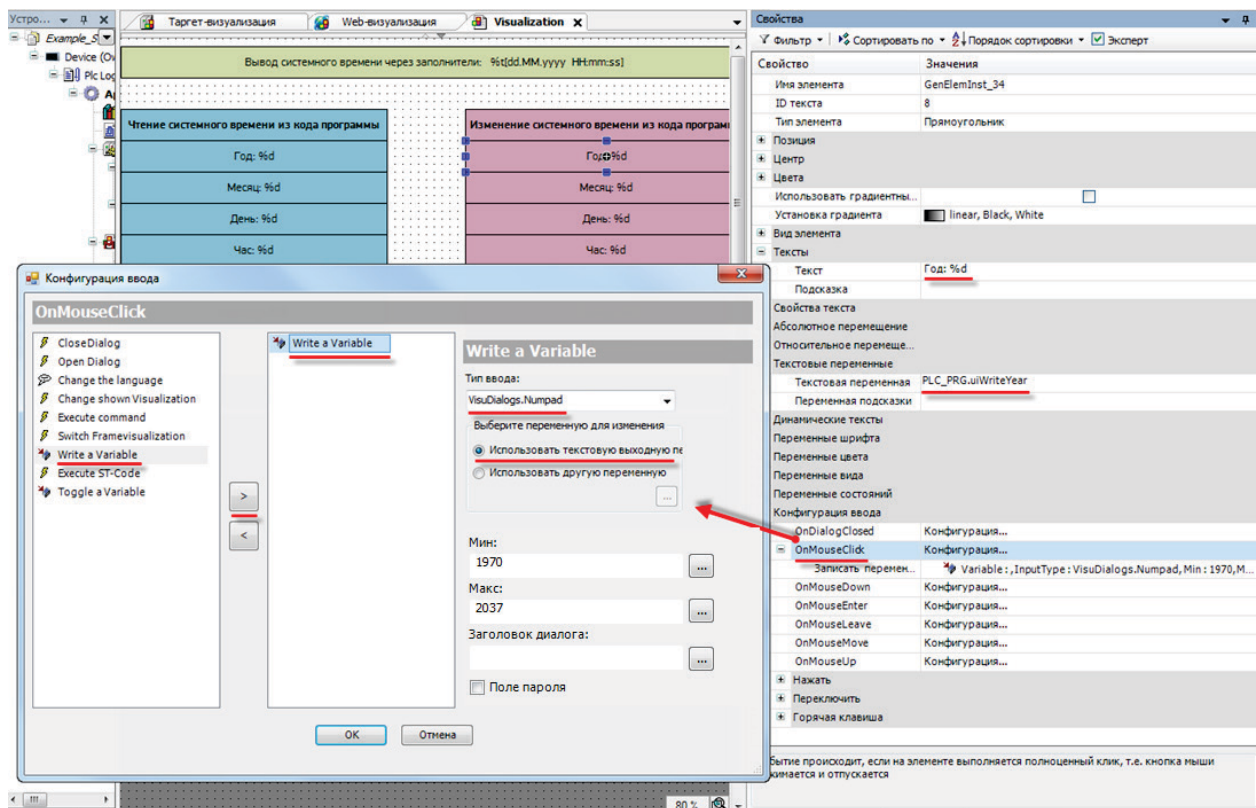 Устро...
Example_S
Device (Ov
Plc Log
Ap
Таргет-визуализация
Web-визуализация
Visualization
Вывод системного времени через заполнители: %t[dd.MM.yyyy HH:mm:ss]
Чтение системного времени из кода программы
Год: %d
Месяц: %d
День: %d
Час: %d
Изменение системного времени из кода програм
Год: %d
Месяц: %d
День: %d
Час: %d
Конфигурация ввода
OnMouseClick
CloseDialog
Open Dialog
Change the language
Change shown Visualization
Execute command
Switch Framevisualization
Write a Variable
Execute ST-Code
Toggle a Variable
>
<
Write a Variable
Write a Variable
Тип ввода:
VisuDialogs.Numpad
Выберите переменную для изменения
Использовать текстовую выходную пе
Использовать другую переменную
...
Мин:
1970
...
Макс:
2037
...
Заголовок диалога:
...
Поле пароля
OK
Отмена
80 %
Свойства
Фильтр
Сортировать по
Порядок сортировки
Эксперт
Свойство Значения
Имя элемента GenElemInst_34
ID текста 8
Тип элемента Прямоугольник
Позиция
Центр
Цвета
Использовать градиентны...
Установка градиента linear, Black, White
Вид элемента
Тексты
Текст Год: %d
Подсказка
Свойства текста
Абсолютное перемещение
Относительное перемеще...
Текстовые переменные
Текстовая переменная PLC_PRG.uiWriteYear
Переменная подсказки
Динамические тексты
Переменные шрифта
Переменные цвета
Переменные вида
Переменные состояний
Конфигурация ввода
OnDialogClosed Конфигурация...
OnMouseClick Конфигурация...
Записать перемен... Variable : ,InputType : VisuDialogs.Numpad, Min : 1970,M...
OnMouseDown Конфигурация...
OnMouseEnter Конфигурация...
OnMouseLeave Конфигурация...
OnMouseMove Конфигурация...
OnMouseUp Конфигурация...
Нажать
Переключить
Горячая клавиша
бытие происходит, если на элементе выполняется полноценный клик, т.е. кнопка мыши
жимается и отпускается